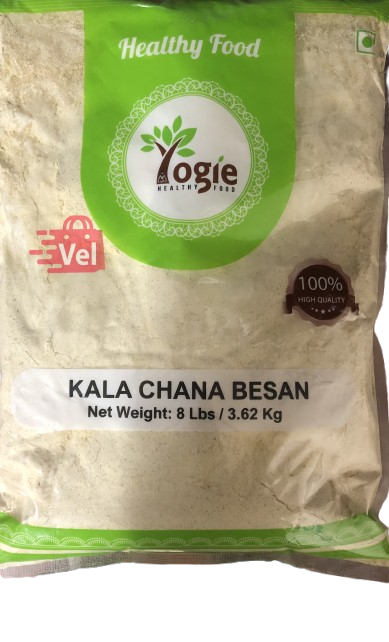 Healthy Food
Yogie
HEALTHY FOOD
Vel
100%
HIGH QUALITY
KALA CHANA BESAN
Net Weight: 8 Lbs / 3.62 Kg